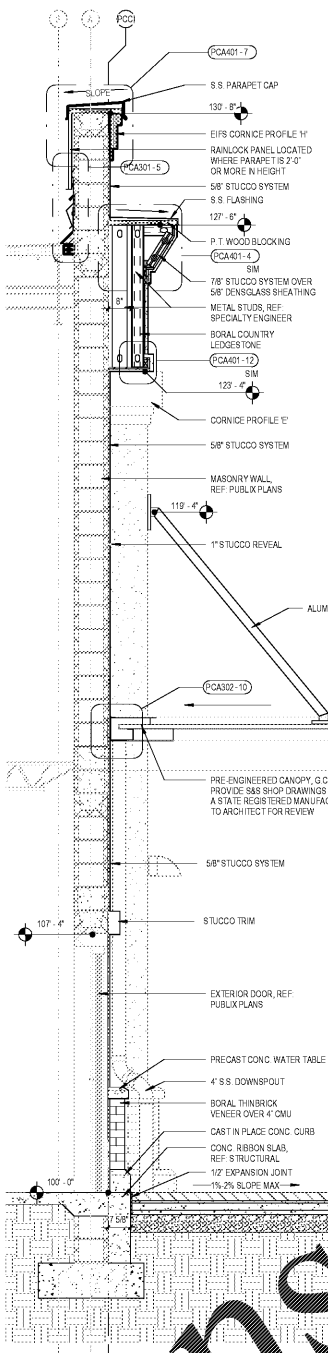 PCCI
PCA401-7
SLOPE
S.S. PARAPET CAP
130' - 8"
EIFS CORNICE PROFILE 'H'
RAINLOCK PANEL LOCATED
WHERE PARAPET IS 2'-0"
OR MORE IN HEIGHT
PCA301-5
5/8" STUCCO SYSTEM
S.S. FLASHING
127' - 6"
P.T. WOOD BLOCKING
PCA401-4
SIM
7/8" STUCCO SYSTEM OVER
5/8" DENSGLASS SHEATHING
8"
METAL STUDS, REF:
SPECIALTY ENGINEER
BORAL COUNTRY
LEDGESTONE
PCA401-12
SIM
123' - 4"
CORNICE PROFILE 'E'
5/8" STUCCO SYSTEM
MASONRY WALL,
REF: PUBLIX PLANS
119' - 4"
1" STUCCO REVEAL
ALUM
PCA302-10
PRE-ENGINEERED CANOPY, G.C.
PROVIDE S&S SHOP DRAWINGS
A STATE REGISTERED MANUFAC
TO ARCHITECT FOR REVIEW
5/8" STUCCO SYSTEM
STUCCO TRIM
107' - 4"
EXTERIOR DOOR, REF:
PUBLIX PLANS
PRECAST CONC. WATER TABLE
4" S.S. DOWNSPOUT
BORAL THINBRICK
VENEER OVER 4" CMU
CAST IN PLACE CONC. CURB
CONC. RIBBON SLAB,
REF: STRUCTURAL
1/2" EXPANSION JOINT
100' - 0"
1%-2% SLOPE MAX
7 5/8"
ns